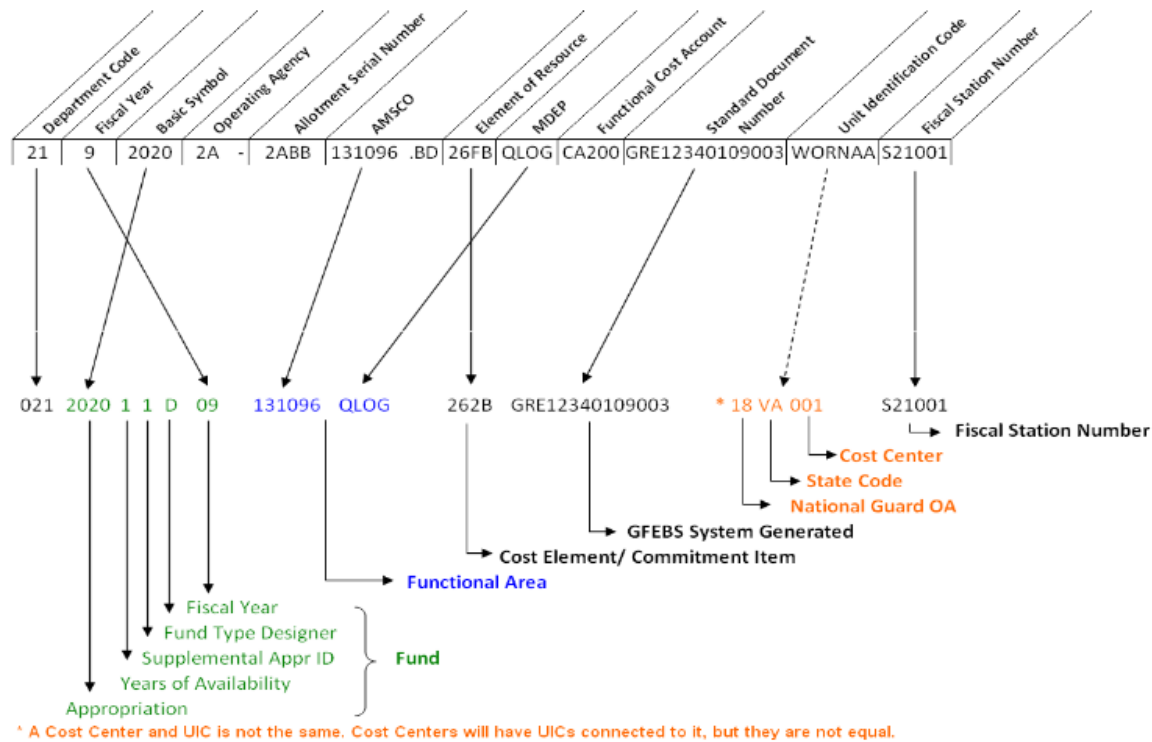 Department Code
Fiscal Year
Basic Symbol
Operating Agency
Allotment Serial Number
AMSCO
Element of Resource
MDEP
Functional Cost Account
Standard Document
Number
Unit Identification Code
Fiscal Station Number
21 9 2020 2A - 2ABB 131096 .BD 26FB QLOG CA200 GRE12340109003 WORNAA S21001
021 2020 1 1 D 09 131096 QLOG 262B GRE12340109003 * 18 VA 001 S21001
Fiscal Station Number
Cost Center
State Code
National Guard OA
GFEBS System Generated
Cost Element/ Commitment Item
Functional Area
Fiscal Year
Fund Type Designer
Supplemental Appr ID
Fund
Years of Availability
Appropriation
* A Cost Center and UIC is not the same. Cost Centers will have UICs connected to it, but they are not equal.